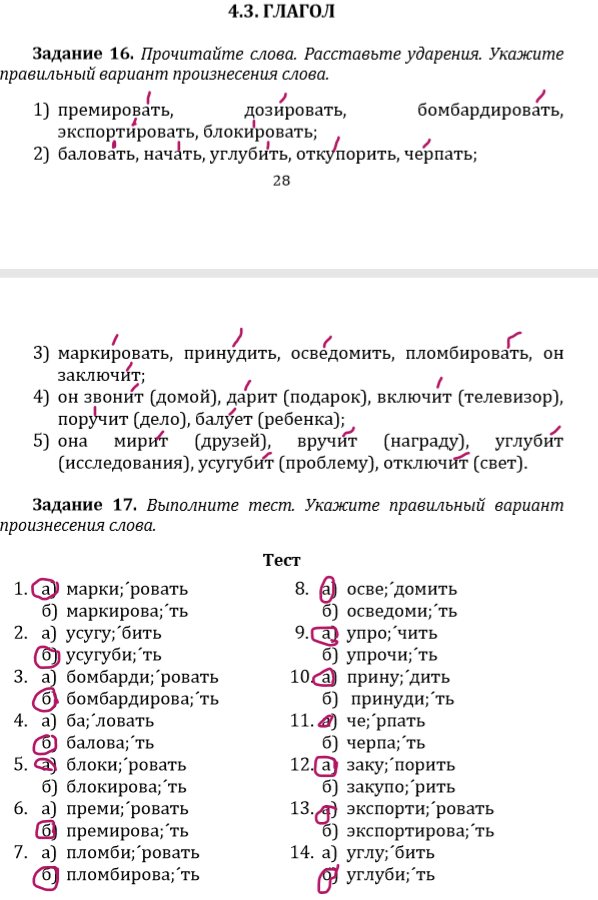 4.3. ГЛАГОЛ
Задание 16. Прочитайте слова. Расставьте ударения. Укажите
правильный вариант произнесения слова.
1) премировать, дозировать, бомбардировать,
экспортировать, блокировать;
2) баловать, начать, углубить, откупорить, черпать;
28
3) маркировать, принудить, осведомить, пломбировать, он
заключит;
4) он звонит (домой), дарит (подарок), включит (телевизор),
поручит (дело), балует (ребенка);
5) она мирит (друзей), вручит (награду), углубит
(исследования), усугубит (проблему), отключит (свет).
Задание 17. Выполните тест. Укажите правильный вариант
произнесения слова.
Тест
1. а) марки;´ровать
б) маркирова;´ть
2. а) усугу;´бить
б) усугуби;´ть
3. а) бомбарди;´ровать
б) бомбардирова;´ть
4. а) ба;´ловать
б) балова;´ть
5. а) блоки;´ровать
б) блокирова;´ть
6. а) преми;´ровать
б) премирова;´ть
7. а) пломби;´ровать
б) пломбирова;´ть
8. а) осве;´домить
б) осведоми;´ть
9. а) упро;´чить
б) упрочи;´ть
10. а) прину;´дить
б) принуди;´ть
11. а) че;´рпать
б) черпа;´ть
12. а) заку;´порить
б) закупо;´рить
13. а) экспорти;´ровать
б) экспортирова;´ть
14. а) углу;´бить
б) углуби;´ть